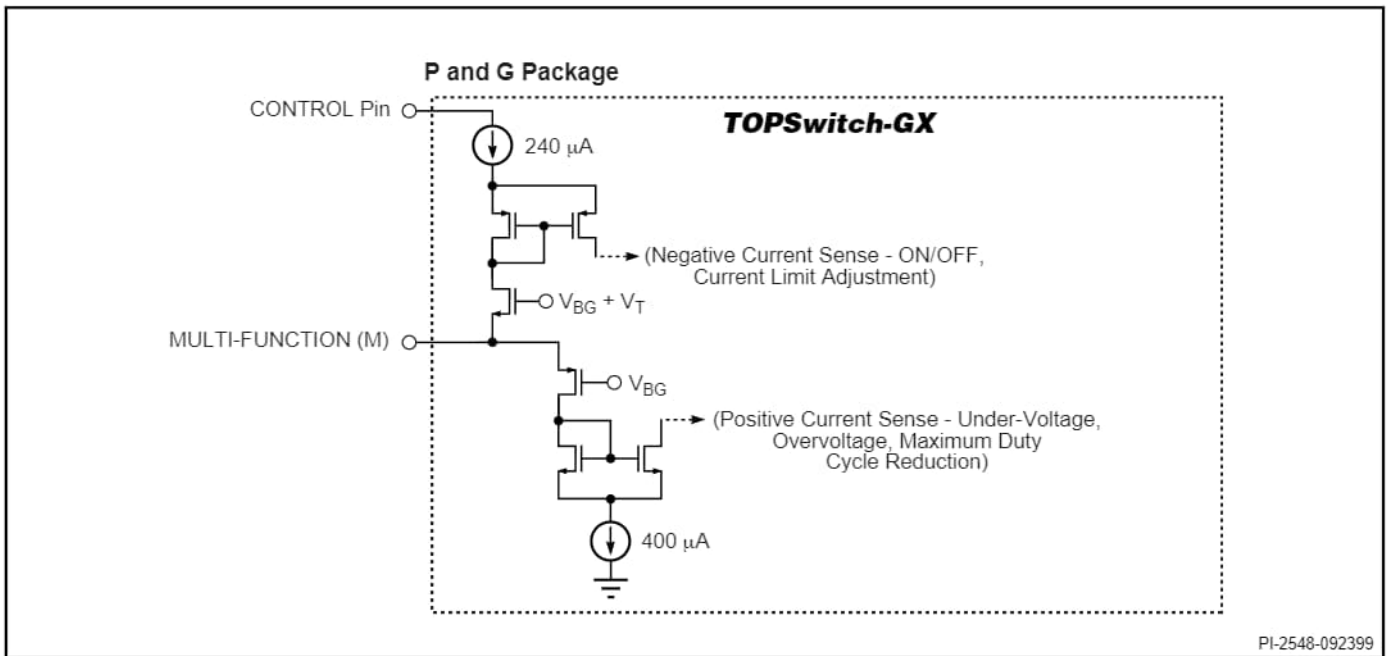 P and G Package
CONTROL Pin
TOPSwitch-GX
240 μA
(Negative Current Sense - ON/OFF,
Current Limit Adjustment)
VBG + VT
MULTI-FUNCTION (M)
VBG
(Positive Current Sense - Under-Voltage,
Overvoltage, Maximum Duty
Cycle Reduction)
400 μA
PI-2548-092399